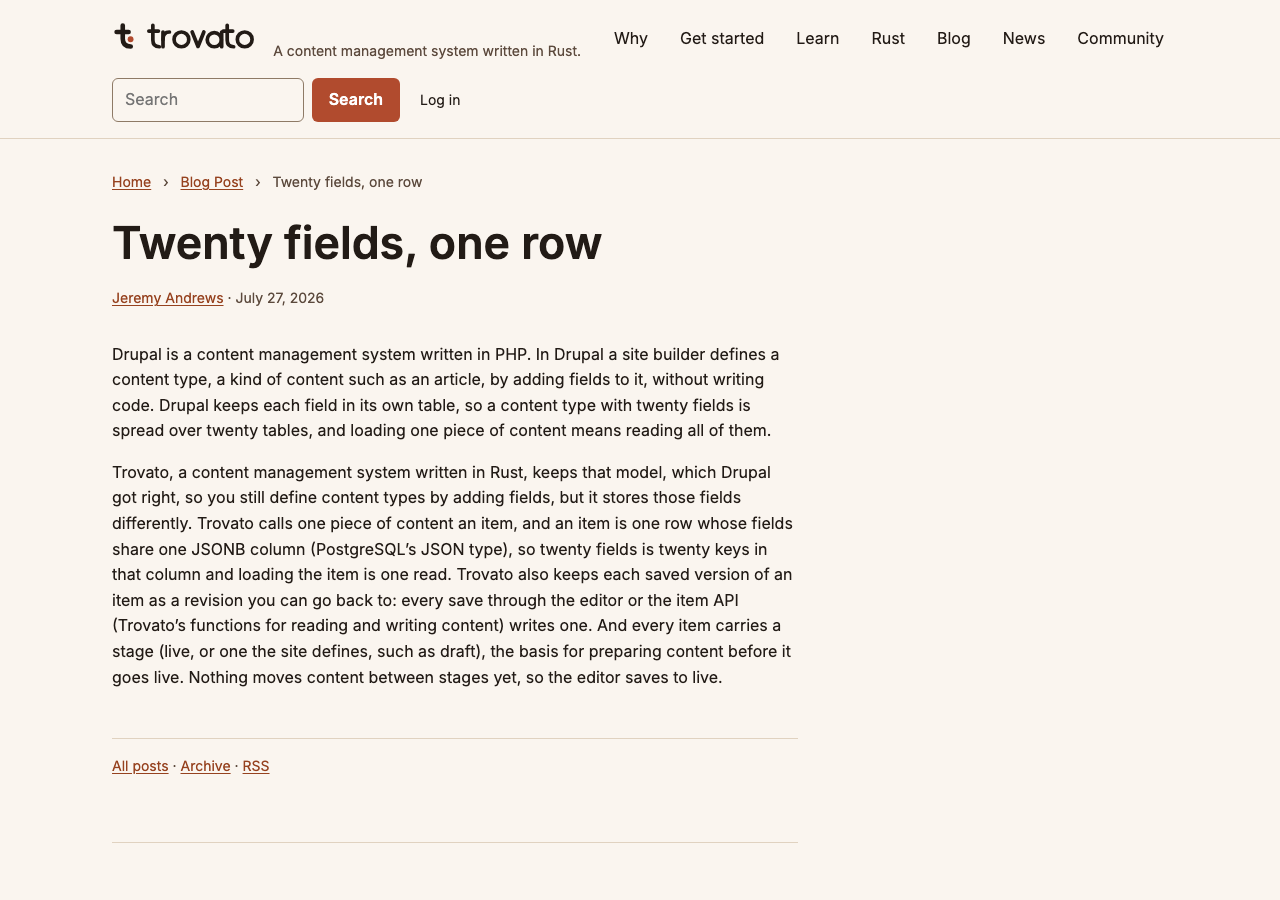 trovato
A content management system written in Rust.
Why
Get started
Learn
Rust
Blog
News
Community
Search
Search
Log in
Home › Blog Post › Twenty fields, one row
Twenty fields, one row
Jeremy Andrews · July 27, 2026
Drupal is a content management system written in PHP. In Drupal a site builder defines a
content type, a kind of content such as an article, by adding fields to it, without writing
code. Drupal keeps each field in its own table, so a content type with twenty fields is
spread over twenty tables, and loading one piece of content means reading all of them.
Trovato, a content management system written in Rust, keeps that model, which Drupal
got right, so you still define content types by adding fields, but it stores those fields
differently. Trovato calls one piece of content an item, and an item is one row whose fields
share one JSONB column (PostgreSQL’s JSON type), so twenty fields is twenty keys in
that column and loading the item is one read. Trovato also keeps each saved version of an
item as a revision you can go back to: every save through the editor or the item API
(Trovato’s functions for reading and writing content) writes one. And every item carries a
stage (live, or one the site defines, such as draft), the basis for preparing content before it
goes live. Nothing moves content between stages yet, so the editor saves to live.
All posts · Archive · RSS